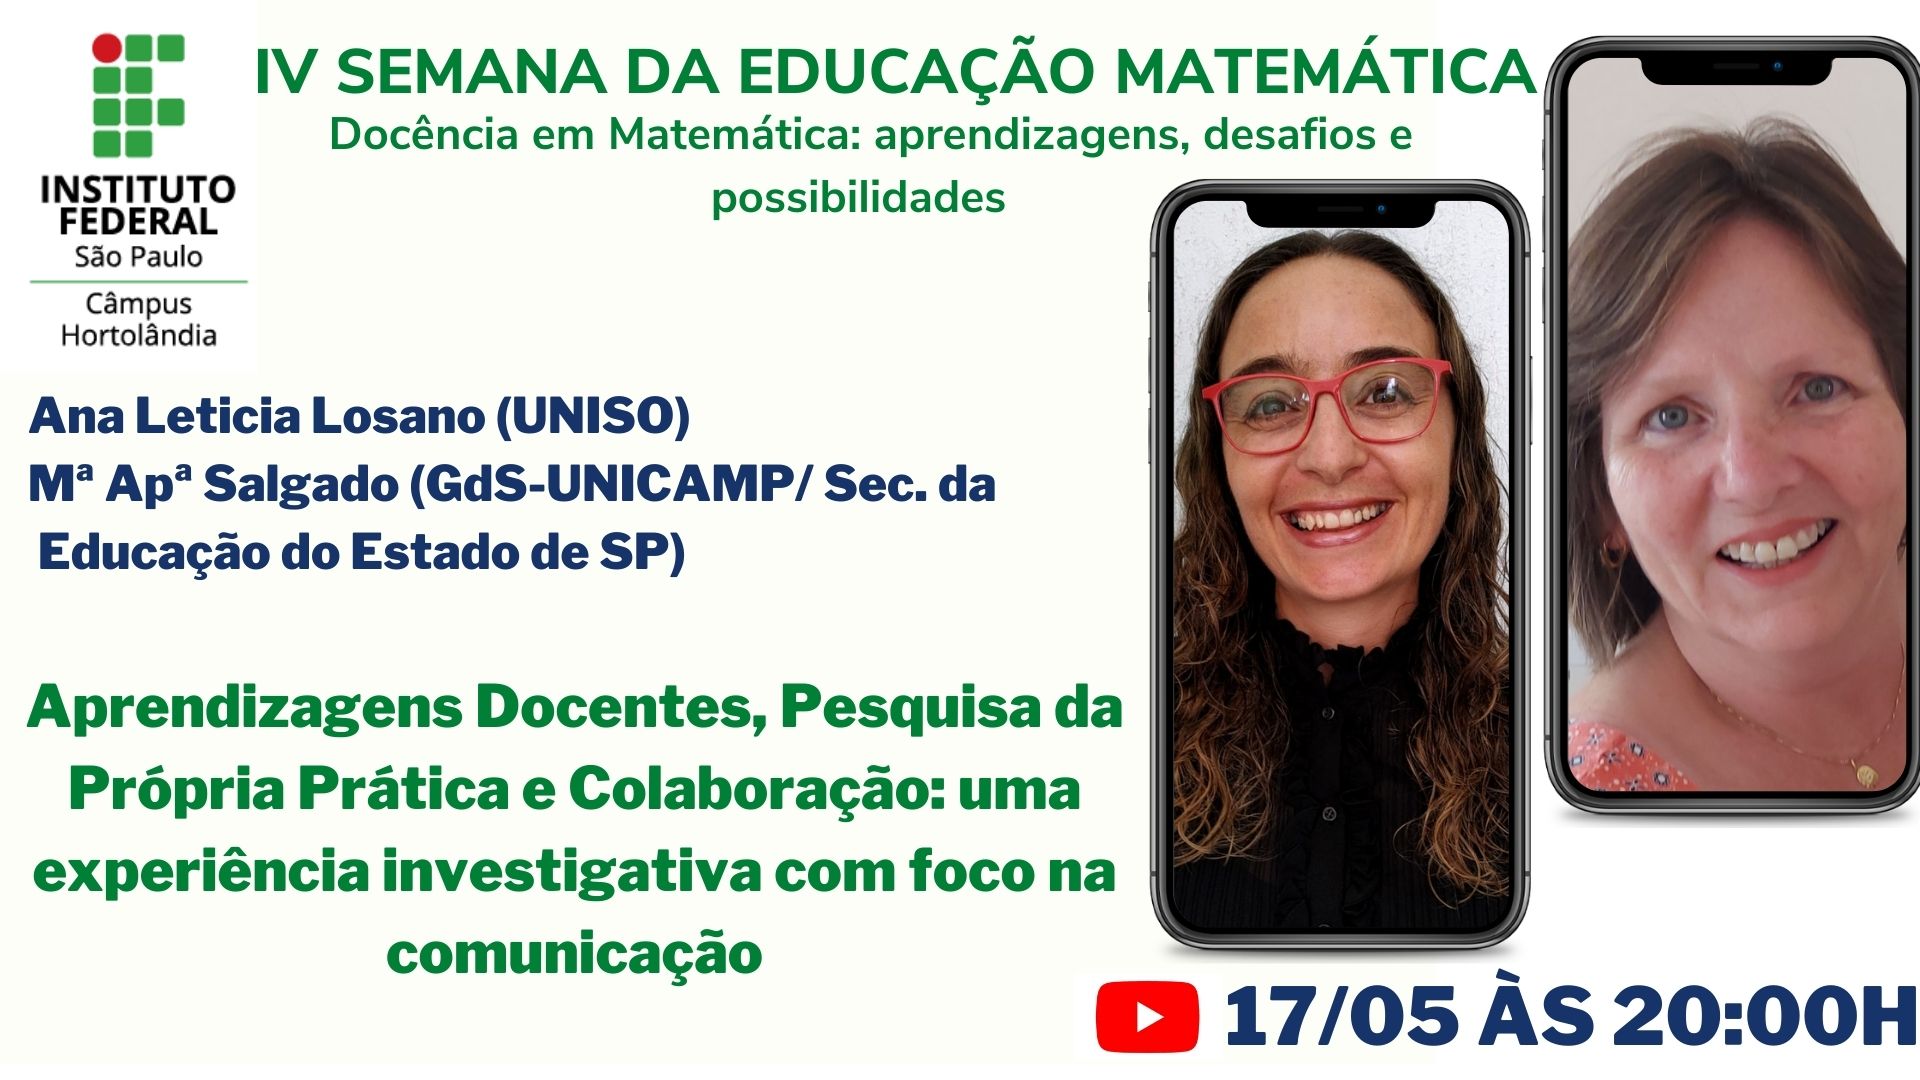 INSTITUTO
FEDERAL
São Paulo
Câmpus
Hortolândia
IV SEMANA DA EDUCAÇÃO MATEMÁTICA
Docência em Matemática: aprendizagens, desafios e
possibilidades
Ana Leticia Losano (UNISO)
Mª Apª Salgado (GdS-UNICAMP/ Sec. da
Educação do Estado de SP)
Aprendizagens Docentes, Pesquisa da
Própria Prática e Colaboração: uma
experiência investigativa com foco na
comunicação
17/05 ÀS 20:00H